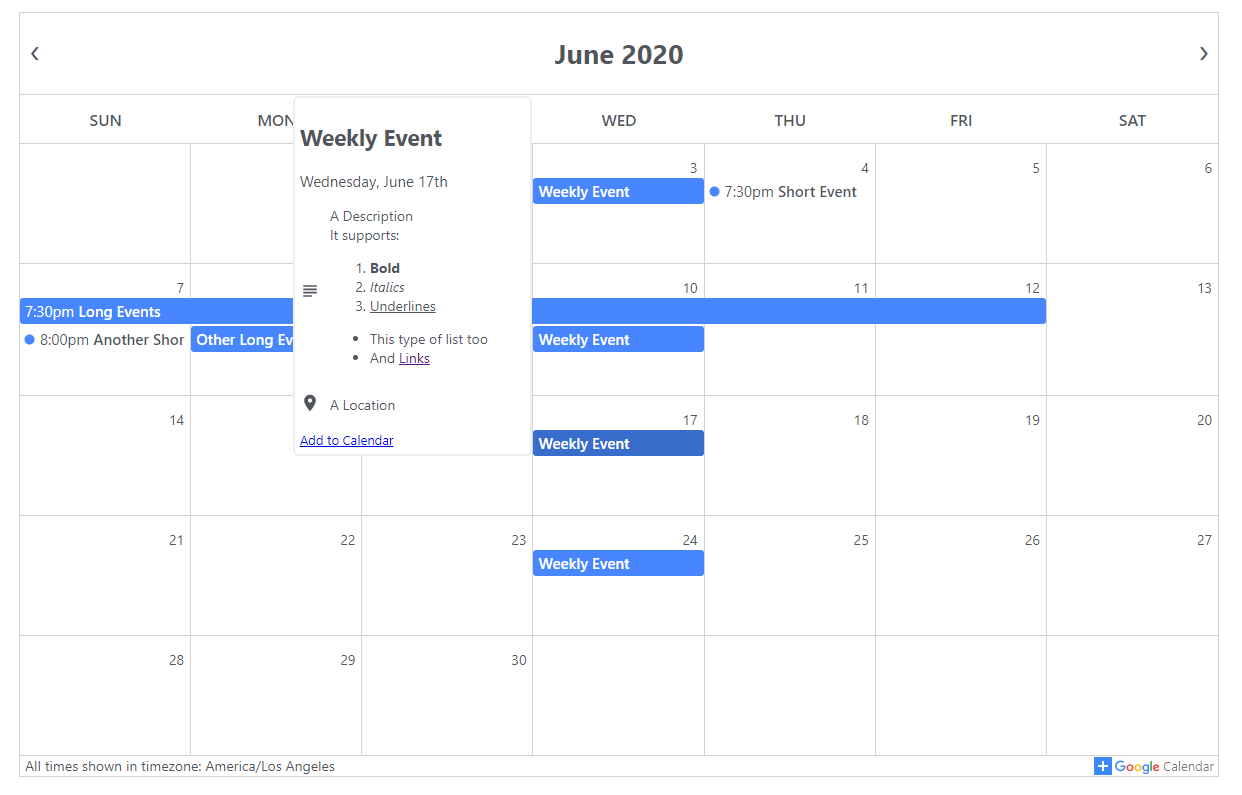 ‹ June 2020 ›
SUN MON WED THU FRI SAT
Weekly Event
Wednesday, June 17th
A Description
It supports:
1. Bold
2. Italics
3. Underlines
• This type of list too
• And Links
A Location
Add to Calendar
3 4 5 6
Weekly Event 7:30pm Short Event
7 10 11 12 13
7:30pm Long Events
8:00pm Another Shor Other Long Ev Weekly Event
14 17 18 19 20
Weekly Event
21 22 23 24 25 26 27
Weekly Event
28 29 30
All times shown in timezone: America/Los Angeles + Google Calendar